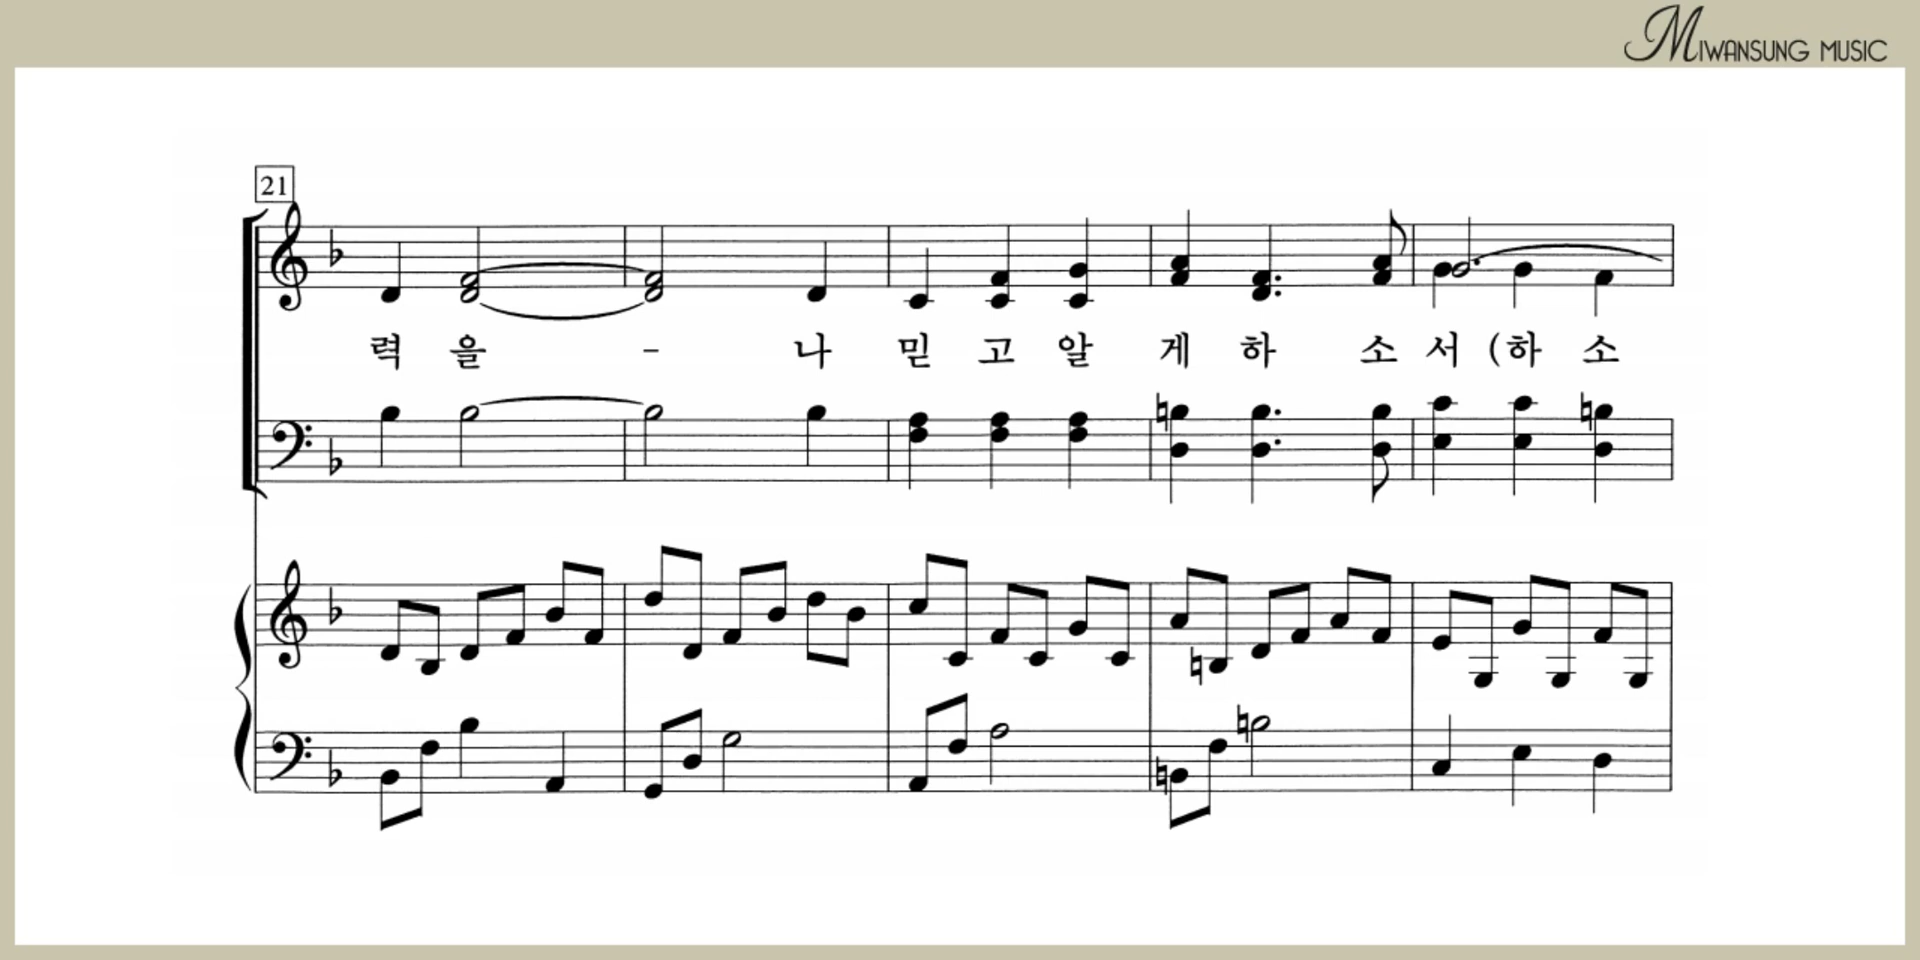 MIWANSUNG MUSIC
21
력 을 - 나 믿 고 알 게 하 소 서 (하 소